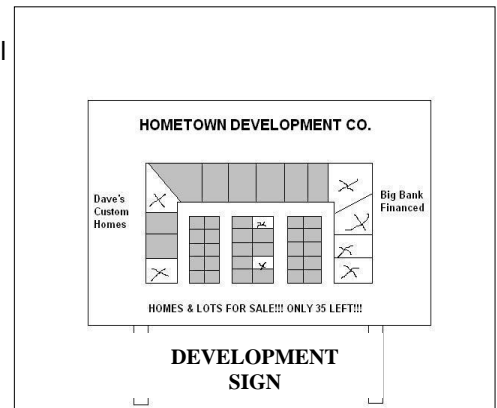 l
HOMETOWN DEVELOPMENT CO.
Dave's
Custom
Homes
Big Bank
Financed
HOMES & LOTS FOR SALE!!! ONLY 35 LEFT!!!
DEVELOPMENT
SIGN